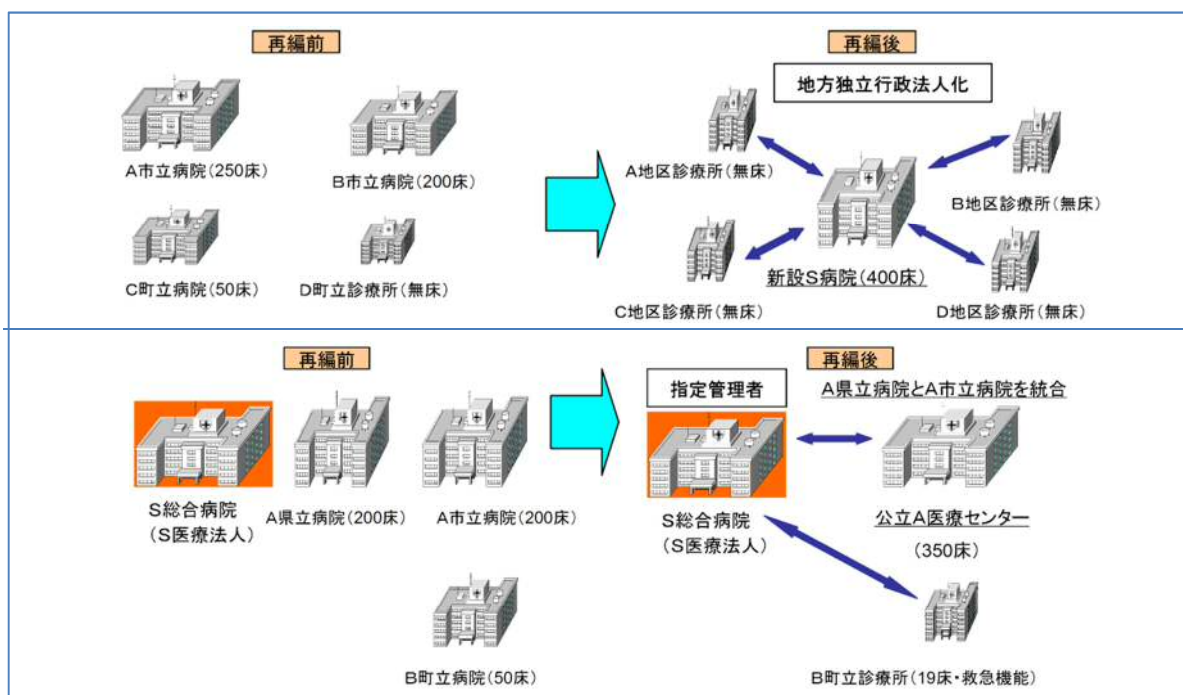 再編前
A市立病院(250床)
B市立病院(200床)
C町立病院(50床)
D町立診療所(無床)
再編後
地方独立行政法人化
A地区診療所(無床)
B地区診療所(無床)
新設S病院(400床)
C地区診療所(無床)
D地区診療所(無床)
再編前
S総合病院
(S医療法人)
A県立病院(200床)
A市立病院(200床)
B町立病院(50床)
再編後
指定管理者
A県立病院とA市立病院を統合
S総合病院
(S医療法人)
公立A医療センター
(350床)
B町立診療所(19床・救急機能)